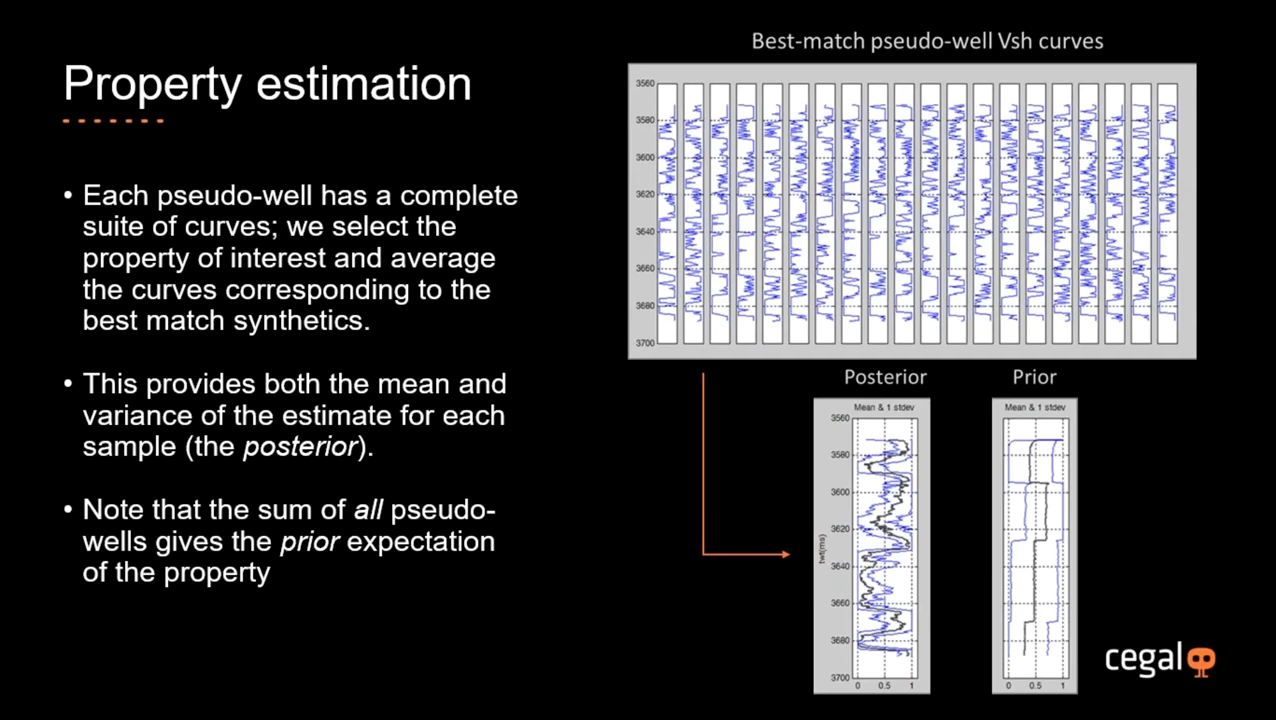 Property estimation
• Each pseudo-well has a complete
suite of curves; we select the
property of interest and average
the curves corresponding to the
best match synthetics.
• This provides both the mean and
variance of the estimate for each
sample (the posterior).
• Note that the sum of all pseudo-
wells gives the prior expectation
of the property
Best-match pseudo-well Vsh curves
3560
3580
3600
3620
3640
3660
3680
3700
Posterior
Mean & 1 stdev
3560
3580
3600
3620
3640
3660
3680
3700
twt(ms)
0 0.5 1
Prior
Mean & 1 stdev
0 0.5 1
cegal